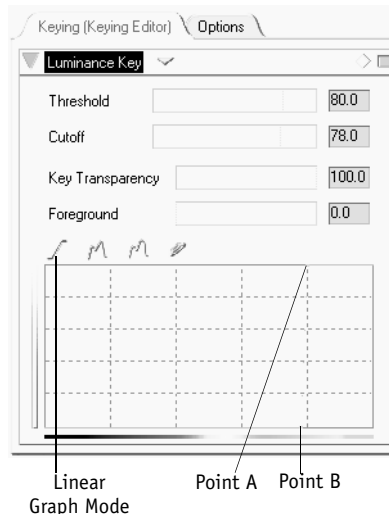 Keying (Keying Editor) Options
Luminance Key
Threshold 80.0
Cutoff 78.0
Key Transparency 100.0
Foreground 0.0
Linear Graph Mode
Point A
Point B